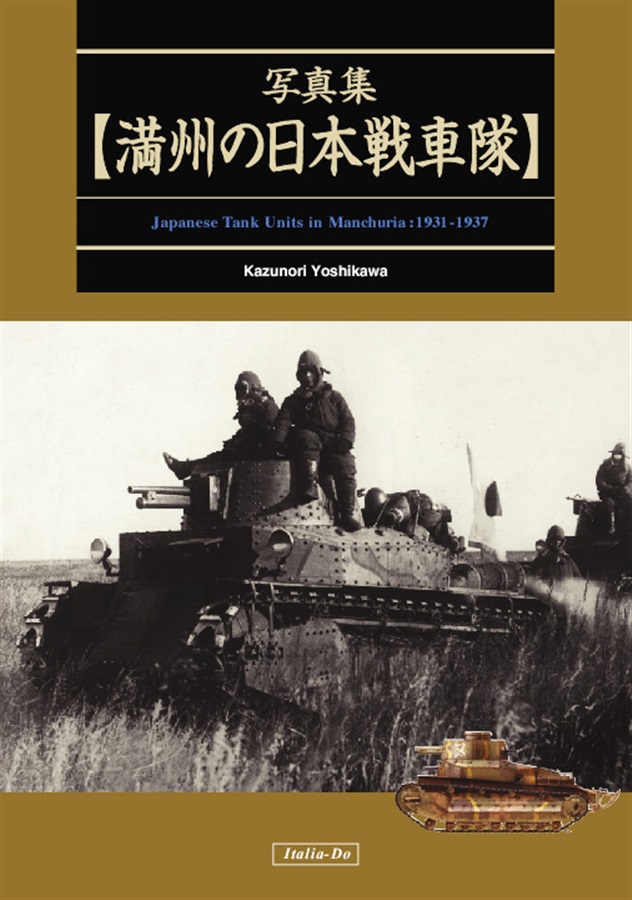 写真集
【満州の日本戦車隊】
Japanese Tank Units in Manchuria:1931-1937
Kazunori Yoshikawa
Italia-Do